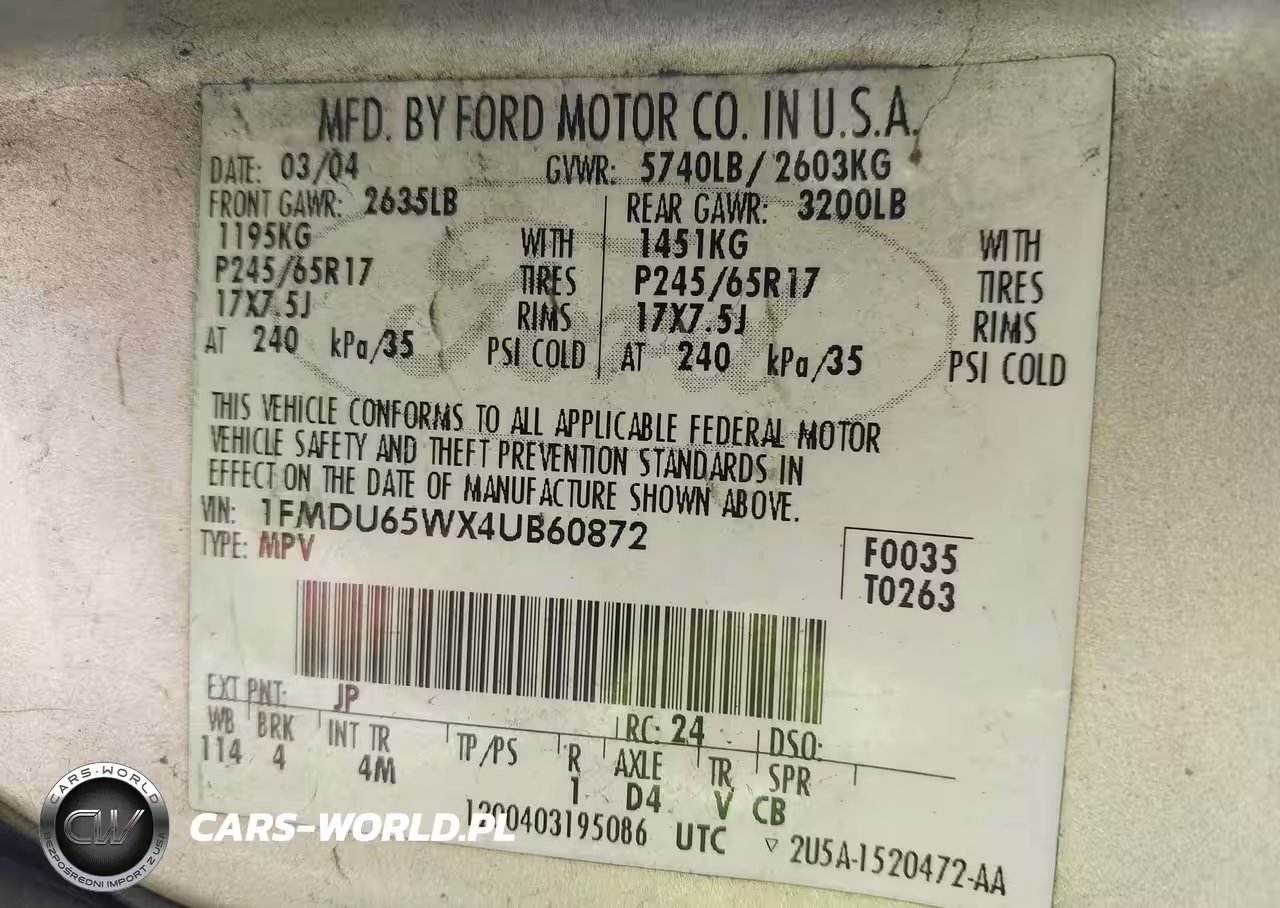 MFD. BY FORD MOTOR CO. IN U.S.A.
DATE: 03/04 GVWR: 5740LB/2603KG
FRONT GAWR: 2635LB REAR GAWR: 3200LB
1195KG WITH 1451KG WITH
P245/65R17 TIRES P245/65R17 TIRES
17X7.5J RIMS 17X7.5J RIMS
AT 240 kPa/35 PSI COLD AT 240 kPa/35 PSI COLD
THIS VEHICLE CONFORMS TO ALL APPLICABLE FEDERAL MOTOR
VEHICLE SAFETY AND THEFT PREVENTION STANDARDS IN
EFFECT ON THE DATE OF MANUFACTURE SHOWN ABOVE.
VIN: 1FMDU65WX4UB60872
TYPE: MPV
F0035
T0263
EXT PNT: JP RC: 24 DSO:
WB BRK INT TR TP/PS R AXLE TR SPR
114 4 4M 1 D4 V CB
1200403195086 UTC ▽ 2U5A-1520472-AA
CARS-WORLD
CW
BEZPOŚREDNI IMPORT Z USA
CARS-WORLD.PL